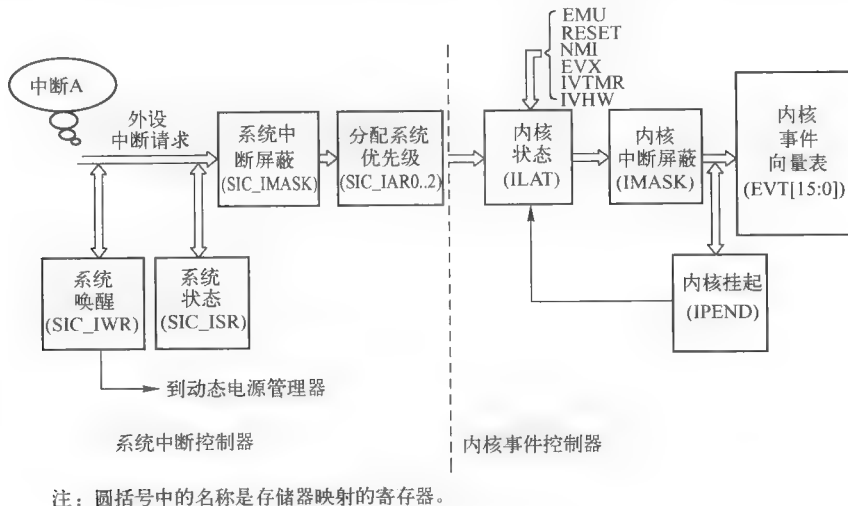 EMU
RESET
NMI
EVX
IVTMR
IVHW
中断A
外设
中断请求
系统中
断屏蔽
(SIC_IMASK)
分配系统
优先级
(SIC_IAR0..2)
内核
状态
(ILAT)
内核
中断屏蔽
(IMASK)
内核
事件
向量表
(EVT[15:0])
系统
唤醒
(SIC_IWR)
系统
状态
(SIC_ISR)
内核挂起
(IPEND)
到动态电源管理器
系统中断控制器
内核事件控制器
注：圆括号中的名称是存储器映射的寄存器。